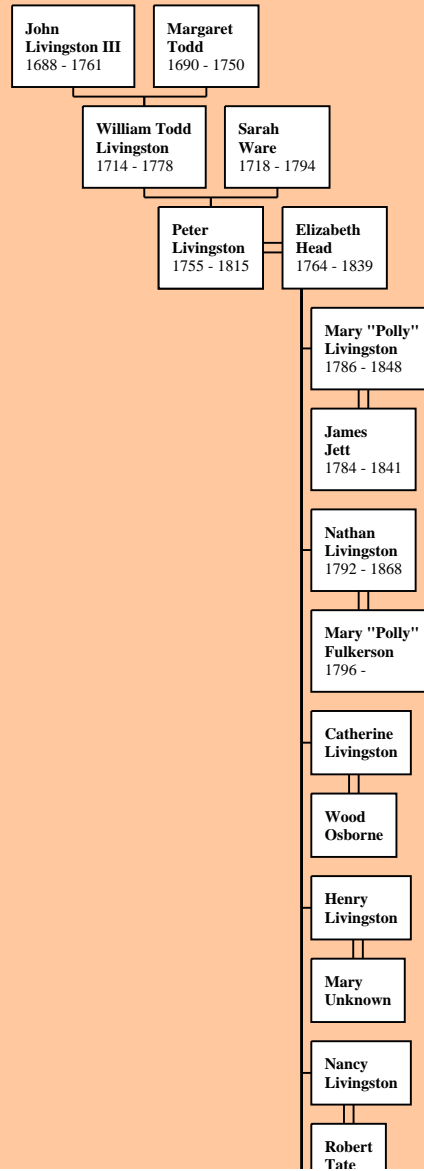 John
Livingston III
1688 - 1761
Margaret
Todd
1690 - 1750
William Todd
Livingston
1714 - 1778
Sarah
Ware
1718 - 1794
Peter
Livingston
1755 - 1815
Elizabeth
Head
1764 - 1839
Mary "Polly"
Livingston
1786 - 1848
James
Jett
1784 - 1841
Nathan
Livingston
1792 - 1868
Mary "Polly"
Fulkerson
1796 -
Catherine
Livingston
Wood
Osborne
Henry
Livingston
Mary
Unknown
Nancy
Livingston
Robert
Tate